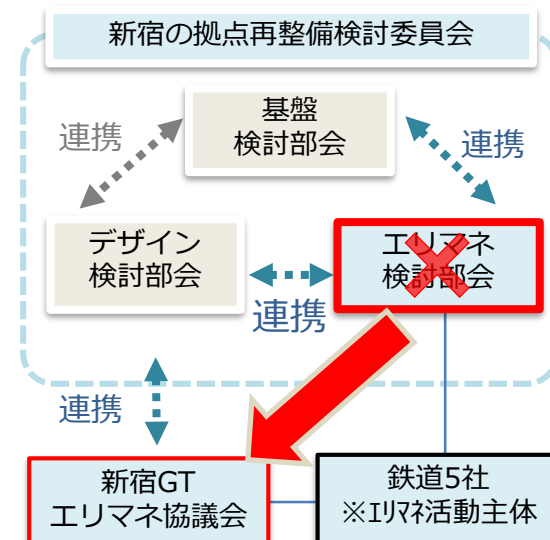 新宿の拠点再整備検討委員会
基盤
検討部会
連携
連携
デザイン
検討部会
エリマネ
検討部会
連携
連携
新宿GT
エリマネ協議会
鉄道5社
※ｴﾘﾏﾈ活動主体